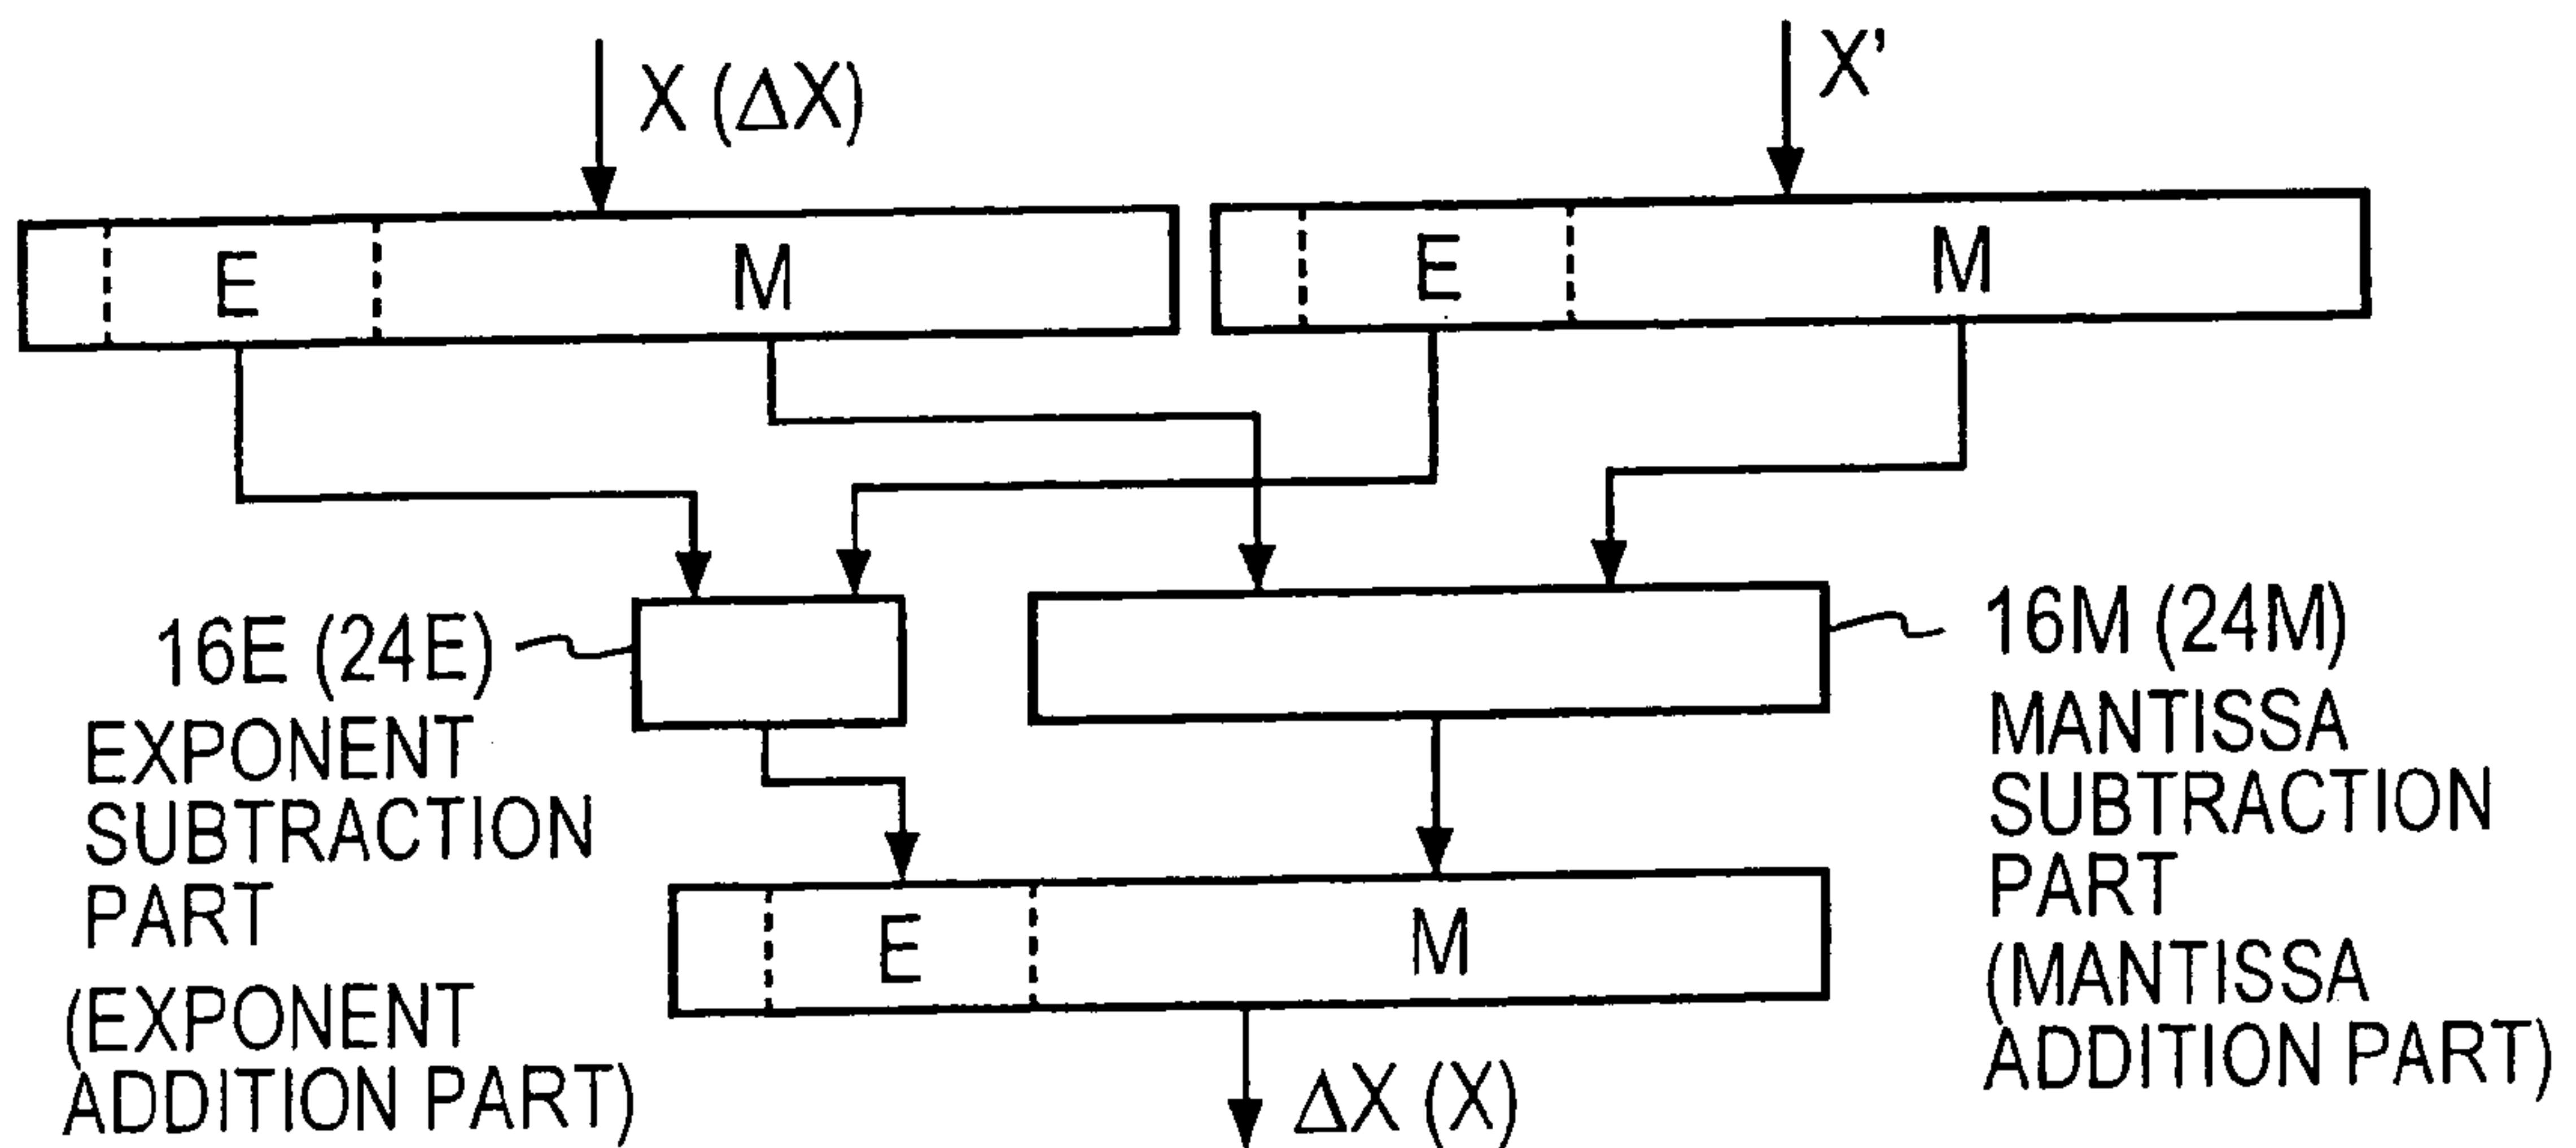 X (ΔX)
X'
E
M
E
M
16E (24E)
EXPONENT
SUBTRACTION
PART
(EXPONENT
ADDITION PART)
16M (24M)
MANTISSA
SUBTRACTION
PART
(MANTISSA
ADDITION PART)
E
M
ΔX (X)